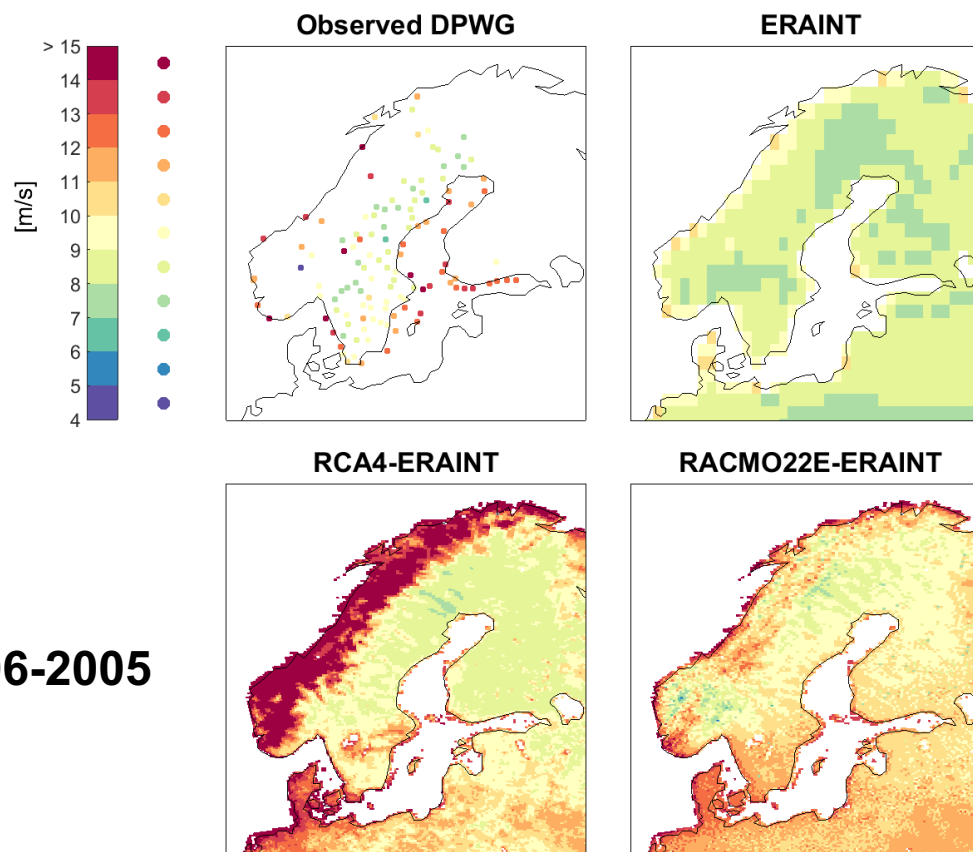 Observed DPWG
ERAINT
> 15
14
13
12
11
10
9
8
7
6
5
4
[m/s]
RCA4-ERAINT
RACMO22E-ERAINT
6-2005